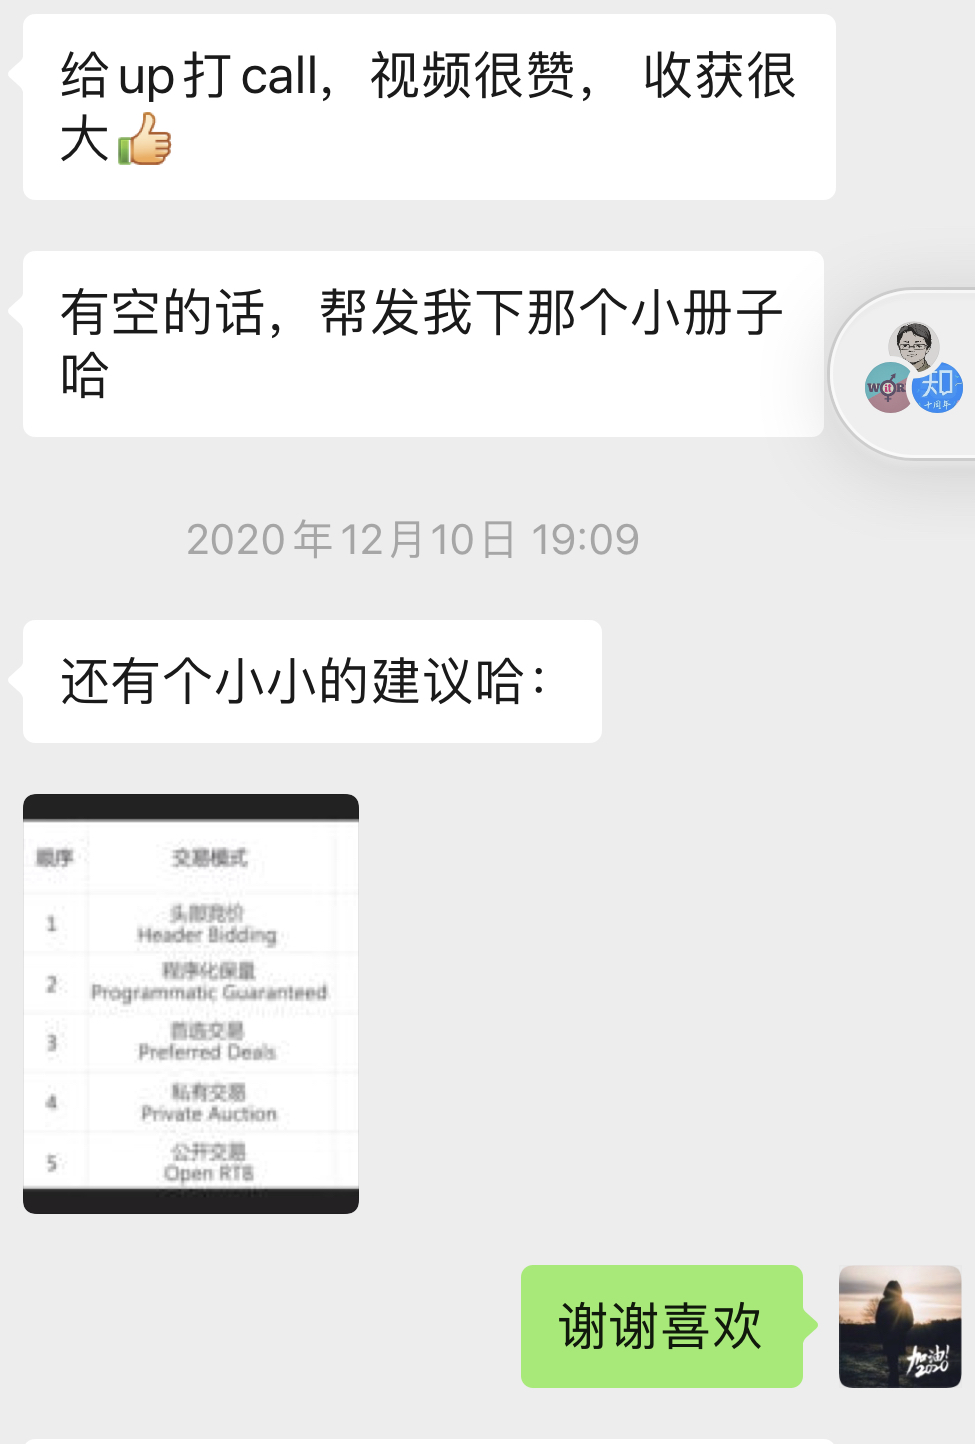 给up打call，视频很赞， 收获很
大👍
有空的话，帮发我下那个小册子
哈
WitR
知
十周年
2020年12月10日 19:09
还有个小小的建议哈：
顺序 交易模式
1 头部竞价
Header Bidding
2 程序化保量
Programmatic Guaranteed
3 首选交易
Preferred Deals
4 私有交易
Private Auction
5 公开交易
Open RTB
谢谢喜欢
加油!
2020